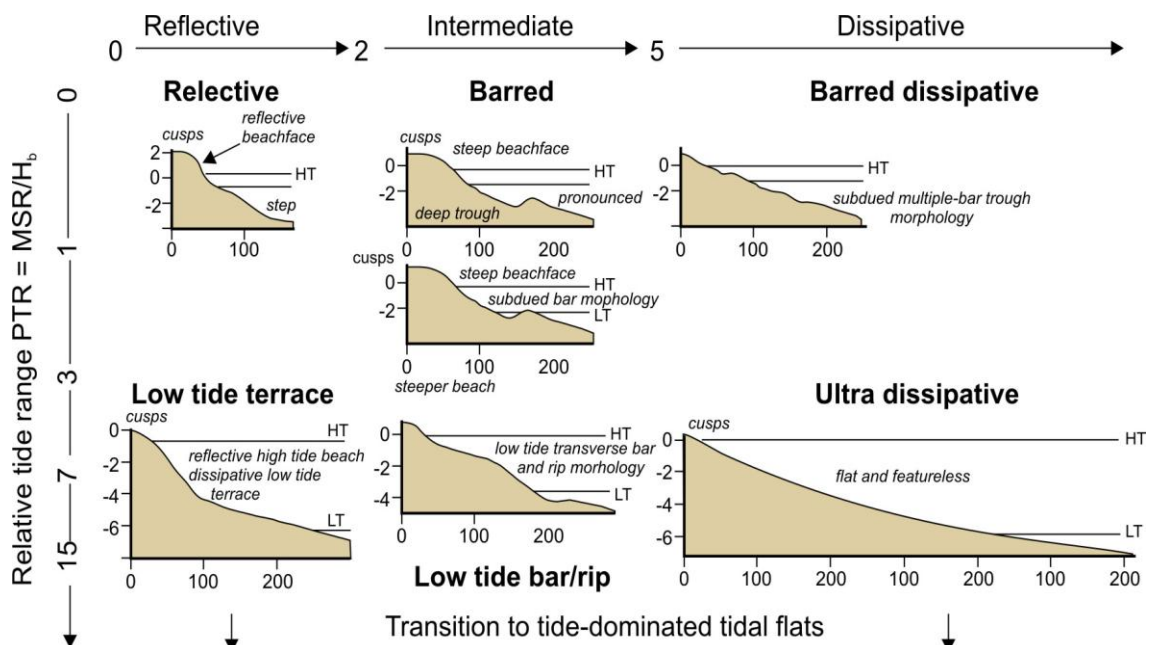 Reflective
Intermediate
Dissipative
0
2
5
Relative tide range PTR = MSR/Hb
0
1
3
7
15
Relective
cusps
reflective
beachface
2
0
-2
HT
step
0
100
Barred
cusps
steep beachface
0
-2
HT
pronounced
deep trough
0
100
200
Barred dissipative
0
-2
HT
subdued multiple-bar trough
morphology
0
100
200
cusps
steep beachface
0
-2
HT
subdued bar mophology
LT
0
100
200
steeper beach
Low tide terrace
cusps
0
-2
-4
-6
HT
reflective high tide beach
dissipative low tide
terrace
LT
0
100
200
0
-2
-4
HT
low tide transverse bar
and rip morhology
LT
0
100
200
Low tide bar/rip
Ultra dissipative
cusps
0
-2
-4
-6
HT
flat and featureless
LT
0
100
200
100
200
100
200
Transition to tide-dominated tidal flats